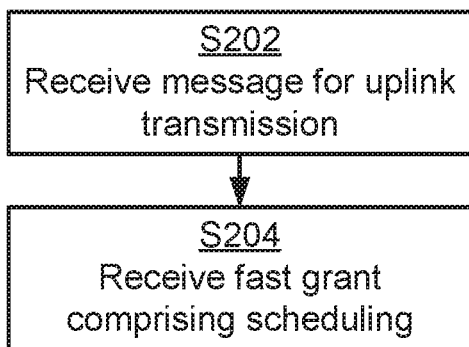 S202
Receive message for uplink
transmission
S204
Receive fast grant
comprising scheduling